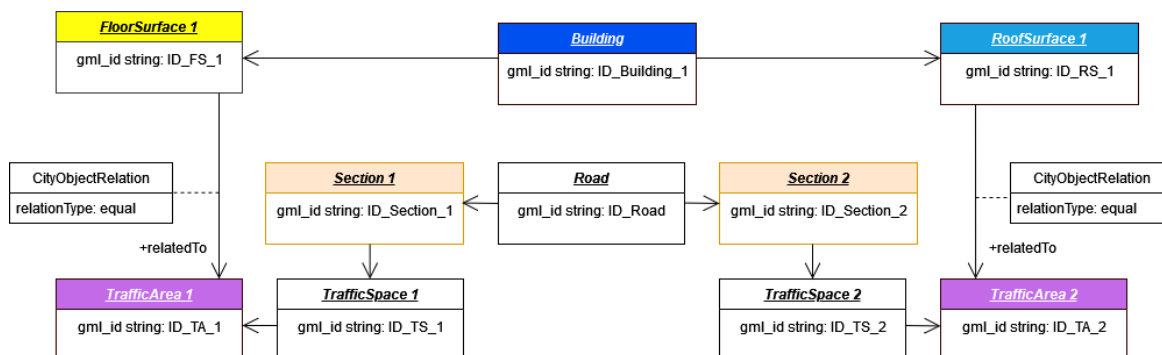 FloorSurface 1
gml_id string: ID_FS_1
Building
gml_id string: ID_Building_1
RoofSurface 1
gml_id string: ID_RS_1
CityObjectRelation
relationType: equal
Section 1
gml_id string: ID_Section_1
Road
gml_id string: ID_Road
Section 2
gml_id string: ID_Section_2
CityObjectRelation
relationType: equal
+relatedTo
+relatedTo
TrafficArea 1
gml_id string: ID_TA_1
TrafficSpace 1
gml_id string: ID_TS_1
TrafficSpace 2
gml_id string: ID_TS_2
TrafficArea 2
gml_id string: ID_TA_2